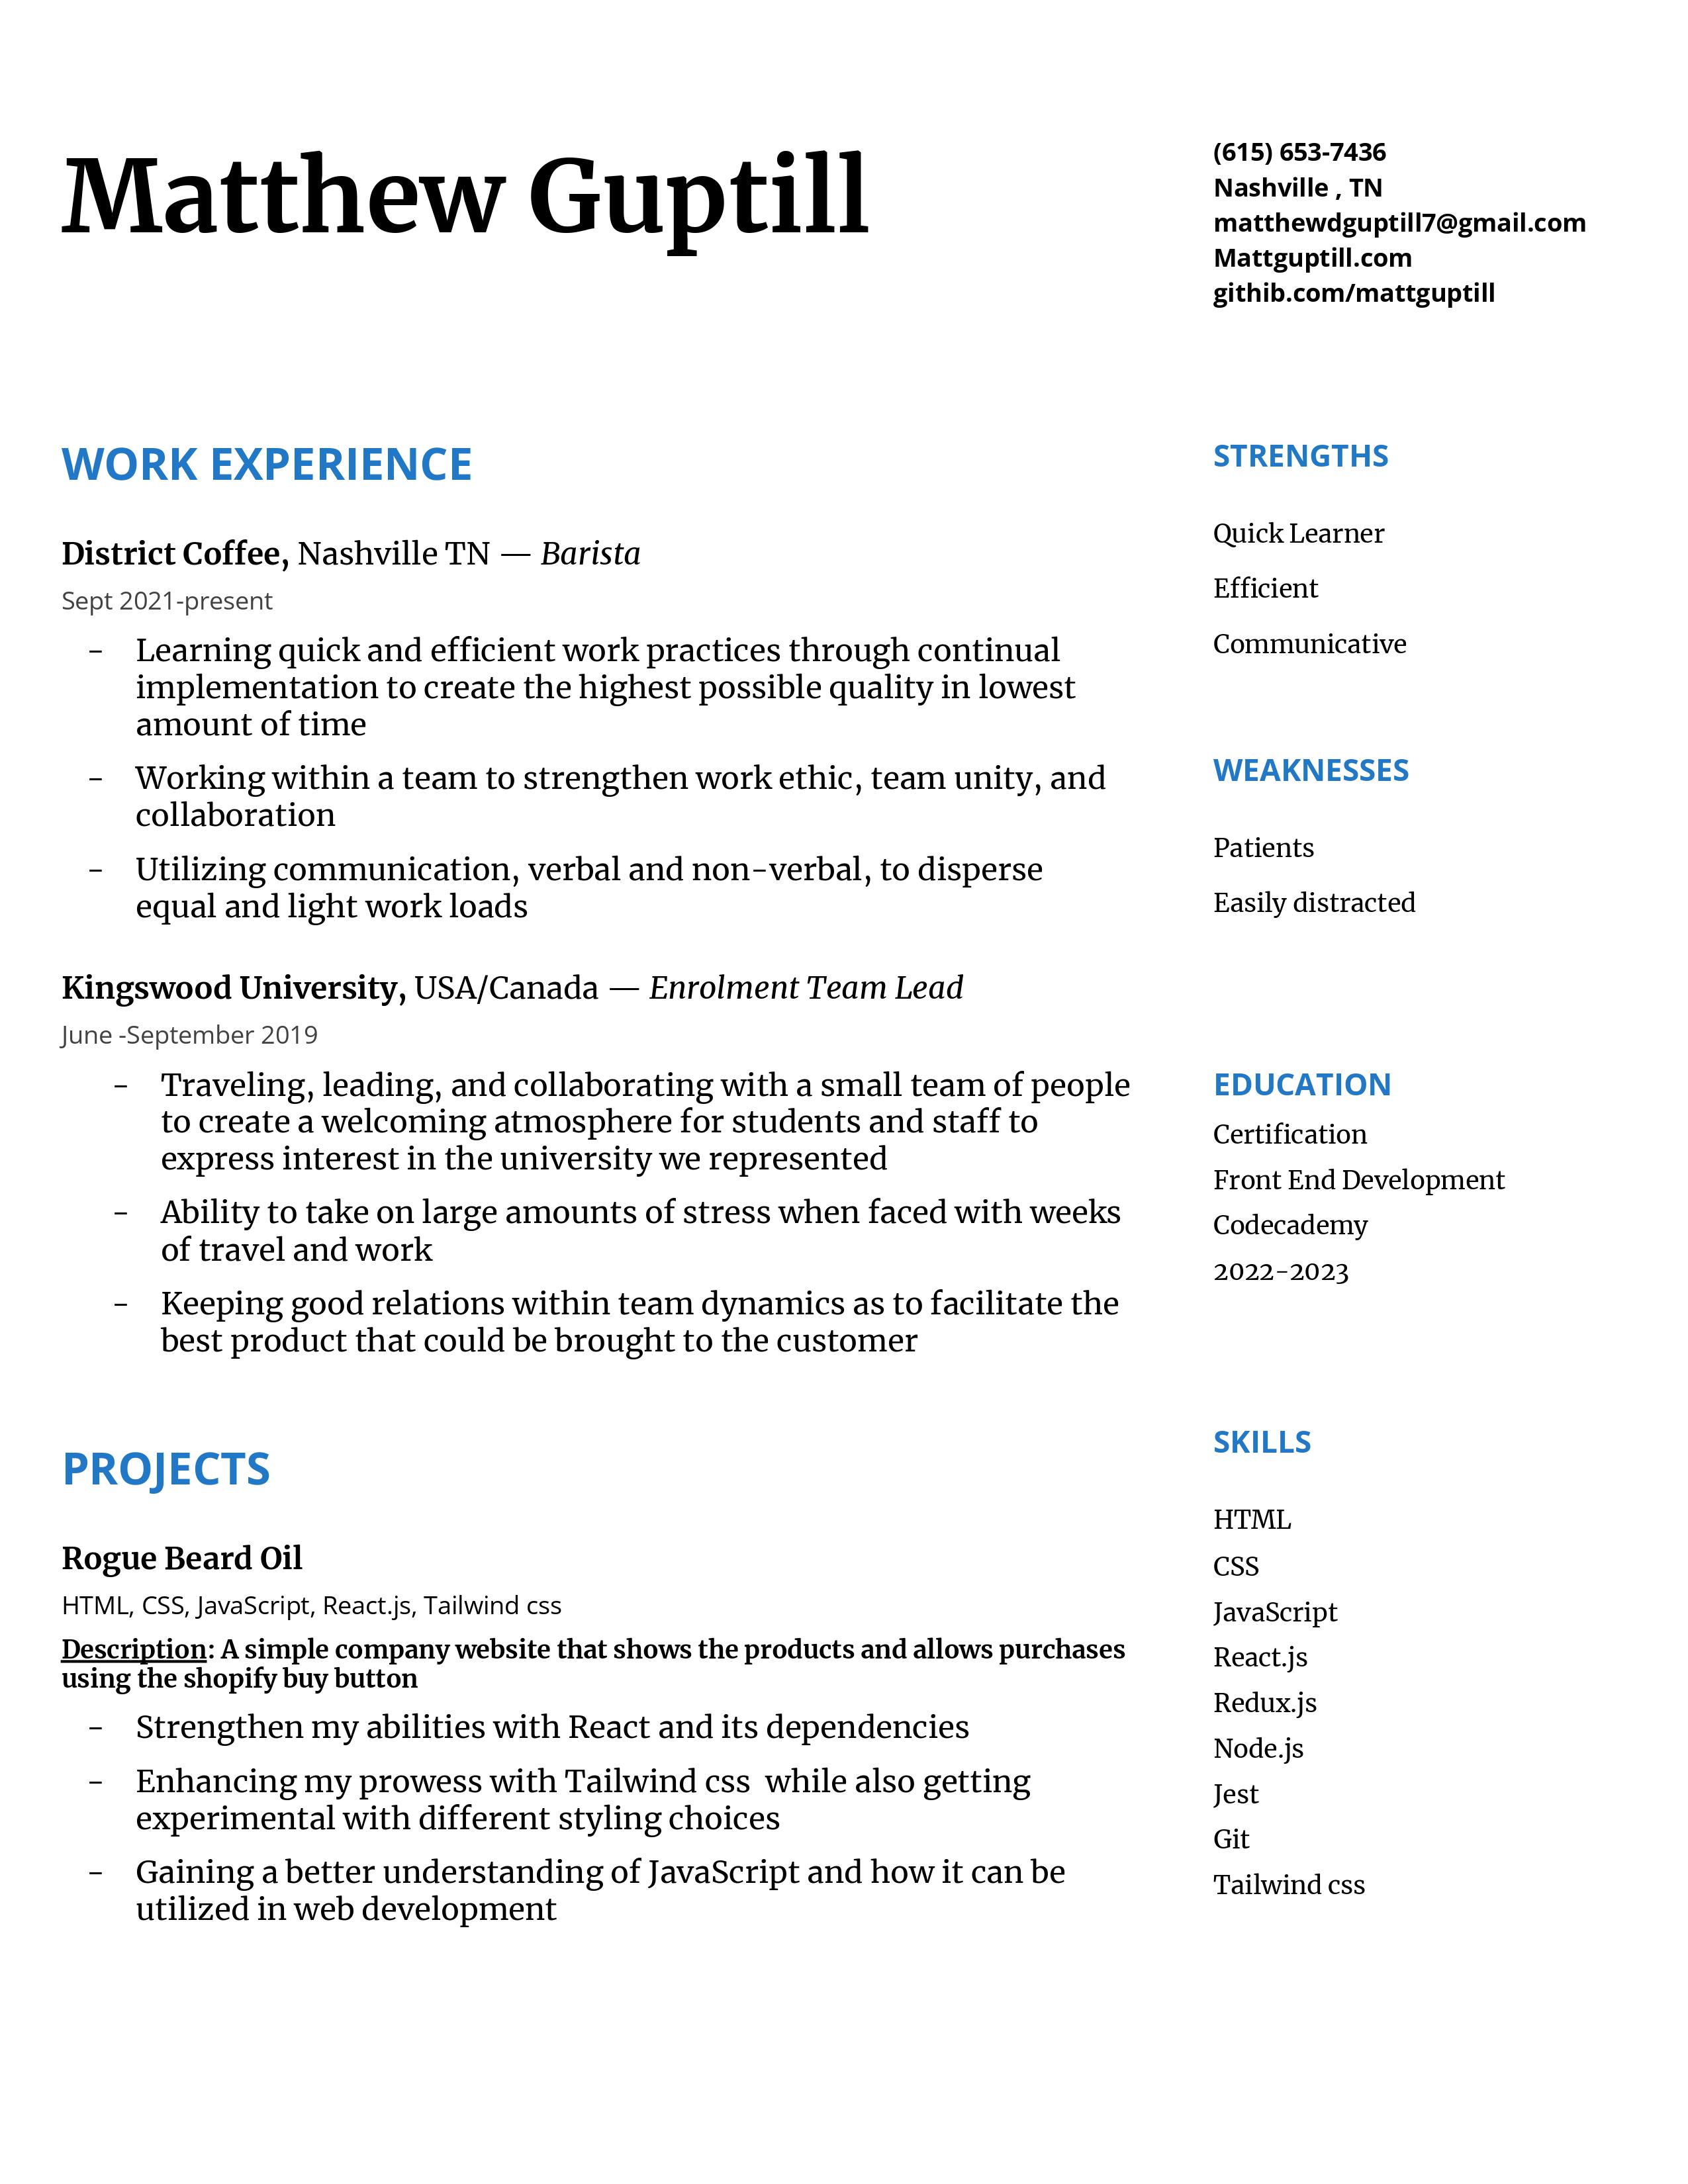 Matthew Guptill
(615) 653-7436
Nashville , TN
matthewdguptill7@gmail.com
Mattguptill.com
githib.com/mattguptill
WORK EXPERIENCE
District Coffee, Nashville TN — Barista
Sept 2021-present
- Learning quick and efficient work practices through continual
implementation to create the highest possible quality in lowest
amount of time
- Working within a team to strengthen work ethic, team unity, and
collaboration
- Utilizing communication, verbal and non-verbal, to disperse
equal and light work loads
Kingswood University, USA/Canada — Enrolment Team Lead
June -September 2019
- Traveling, leading, and collaborating with a small team of people
to create a welcoming atmosphere for students and staff to
express interest in the university we represented
- Ability to take on large amounts of stress when faced with weeks
of travel and work
- Keeping good relations within team dynamics as to facilitate the
best product that could be brought to the customer
PROJECTS
Rogue Beard Oil
HTML, CSS, JavaScript, React.js, Tailwind css
Description: A simple company website that shows the products and allows purchases
using the shopify buy button
- Strengthen my abilities with React and its dependencies
- Enhancing my prowess with Tailwind css  while also getting
experimental with different styling choices
- Gaining a better understanding of JavaScript and how it can be
utilized in web development
STRENGTHS
Quick Learner
Efficient
Communicative
WEAKNESSES
Patients
Easily distracted
EDUCATION
Certification
Front End Development
Codecademy
2022-2023
SKILLS
HTML
CSS
JavaScript
React.js
Redux.js
Node.js
Jest
Git
Tailwind css